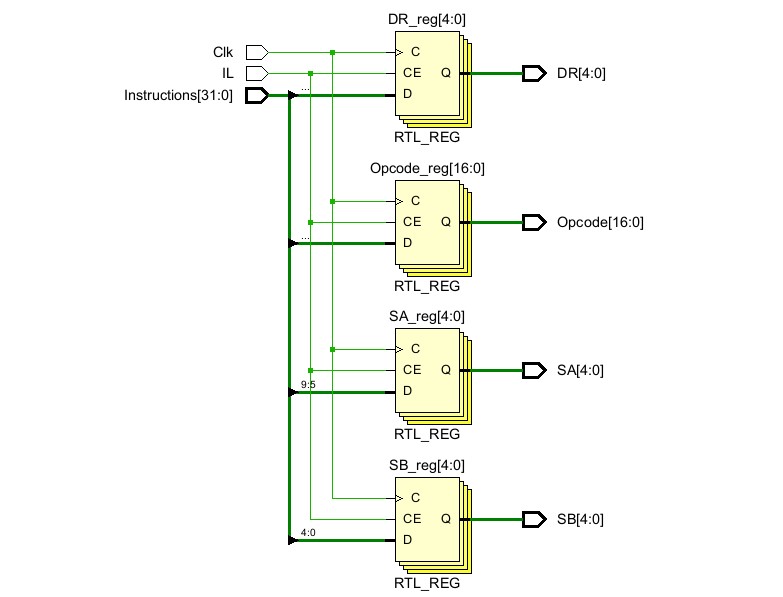 DR_reg[4:0]
Clk
C
IL
CE
Q
DR[4:0]
Instructions[31:0]
...
D
RTL_REG
Opcode_reg[16:0]
C
CE
Q
Opcode[16:0]
...
D
RTL_REG
SA_reg[4:0]
C
CE
Q
SA[4:0]
9:5
D
RTL_REG
SB_reg[4:0]
C
CE
Q
SB[4:0]
4:0
D
RTL_REG